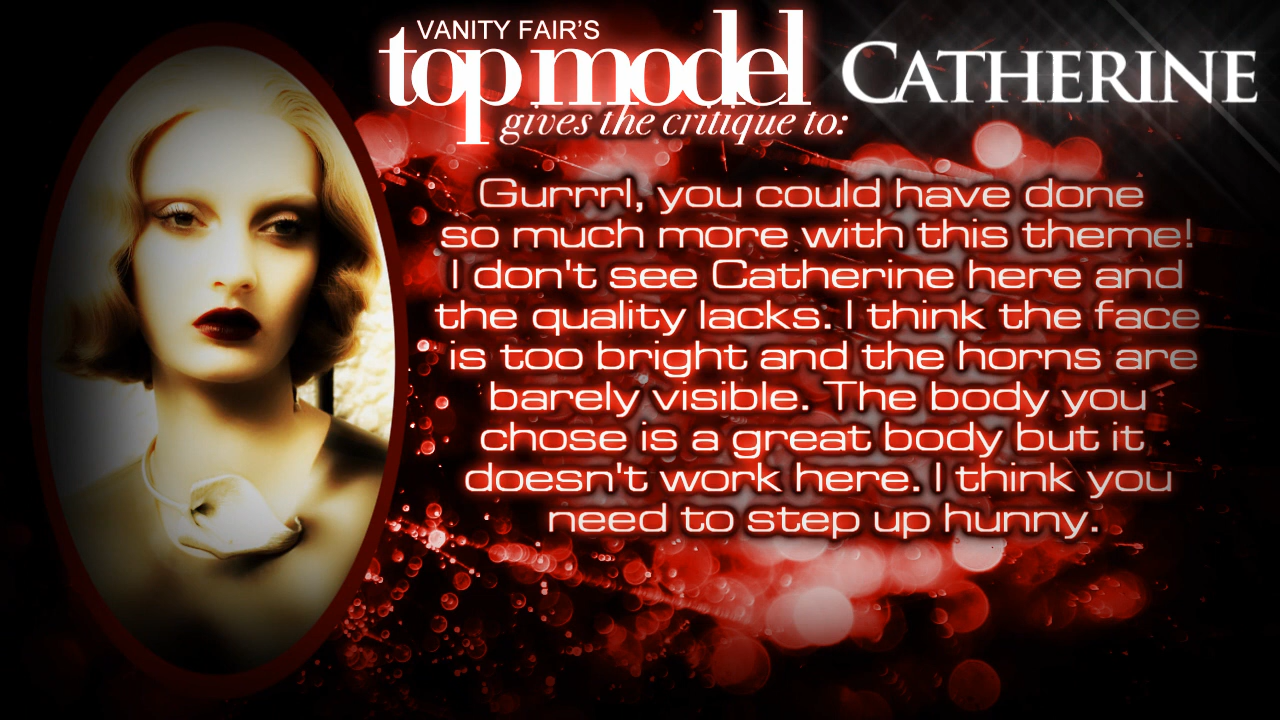 VANITY FAIR'S
top model
CATHERINE
gives the critique to:
Gurrrl, you could have done
so much more with this theme!
I don't see Catherine here and
the quality lacks. I think the face
is too bright and the horns are
barely visible. The body you
chose is a great body but it
doesn't work here. I think you
need to step up hunny.